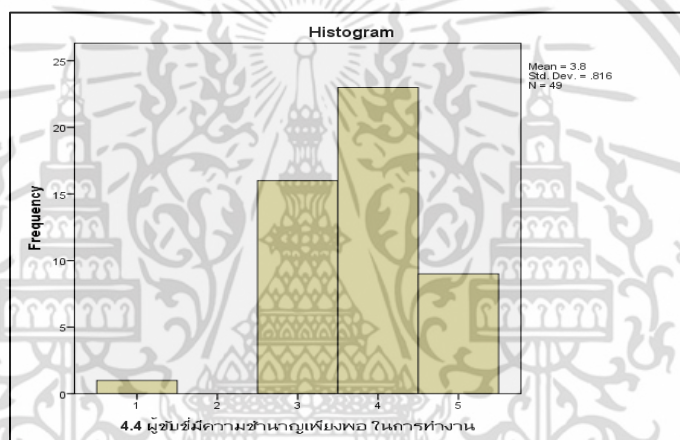 Histogram
Mean = 3.8
Std. Dev. = .816
N = 49
Frequency
25
20
15
10
5
0
1 2 3 4 5
4.4 ผู้ขับขี่มีความชำนาญเพียงพอ ในการทำงาน